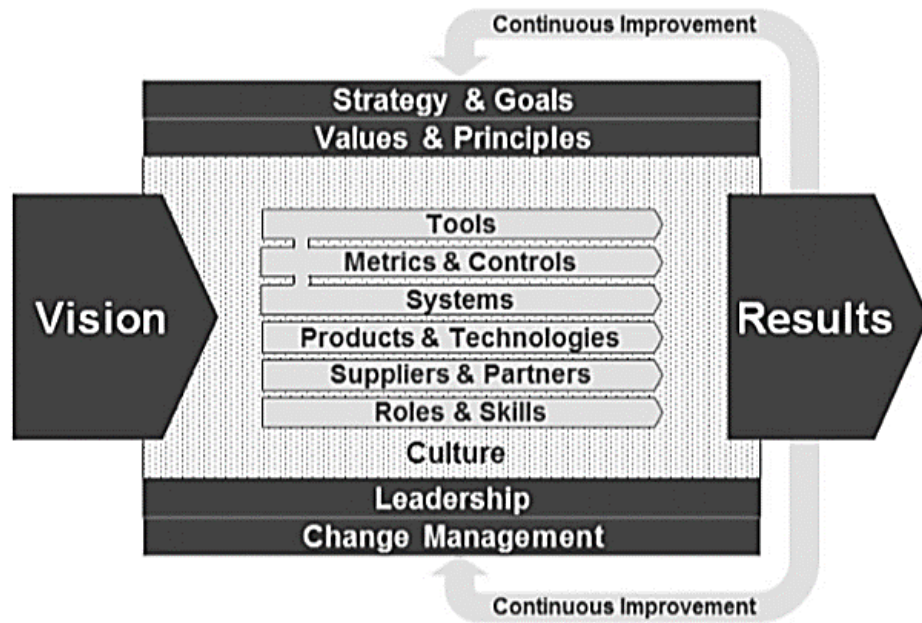 Continuous Improvement
Strategy & Goals
Values & Principles
Tools
Metrics & Controls
Systems
Vision
Products & Technologies
Results
Suppliers & Partners
Roles & Skills
Culture
Leadership
Change Management
Continuous Improvement